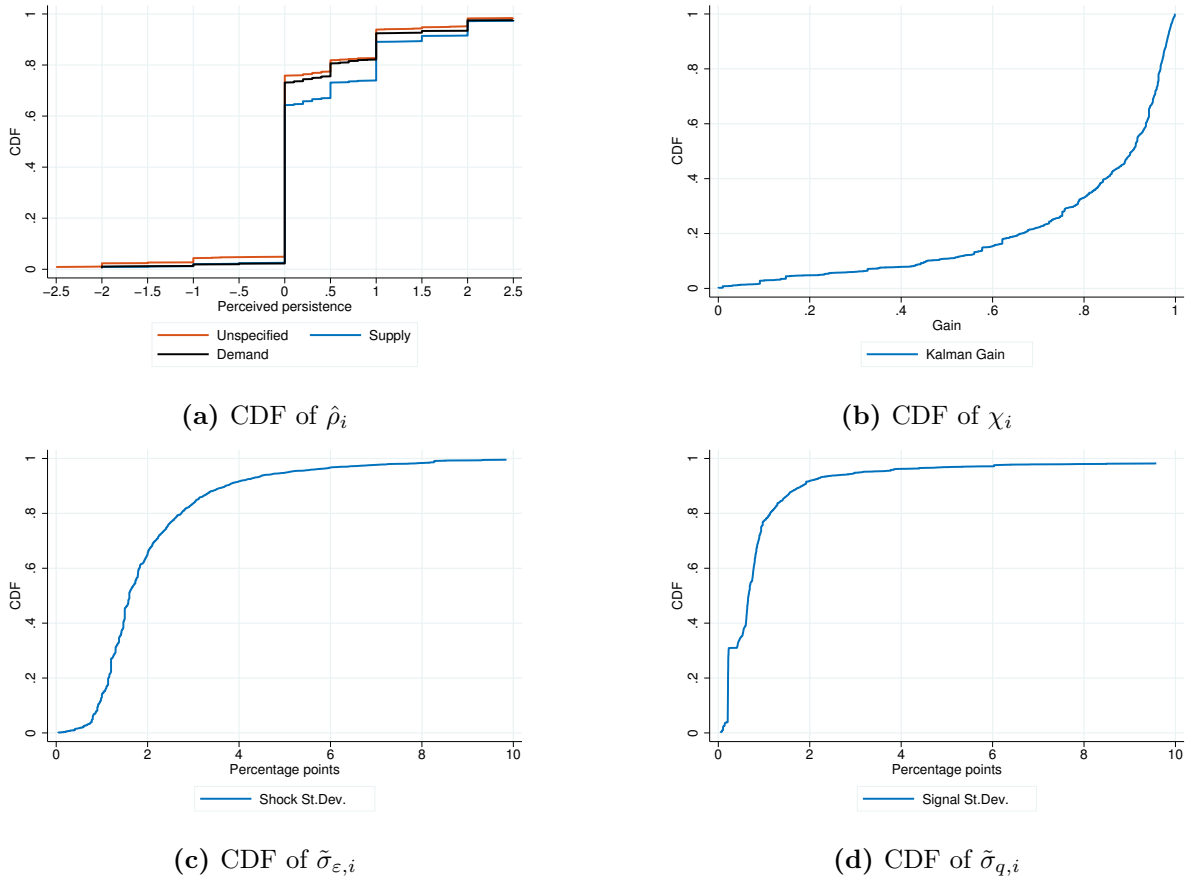 CDF
0 .2 .4 .6 .8 1
−2.5 −2 −1.5 −1 −.5 0 .5 1 1.5 2 2.5
Perceived persistence
Unspecified Supply
Demand
(a) CDF of ρ̂ᵢ
CDF
0 .2 .4 .6 .8 1
0 .2 .4 .6 .8 1
Gain
Kalman Gain
(b) CDF of χᵢ
CDF
0 .2 .4 .6 .8 1
0 2 4 6 8 10
Percentage points
Shock St.Dev.
(c) CDF of σ̃ε,i
CDF
0 .2 .4 .6 .8 1
0 2 4 6 8 10
Percentage points
Signal St.Dev.
(d) CDF of σ̃q,i